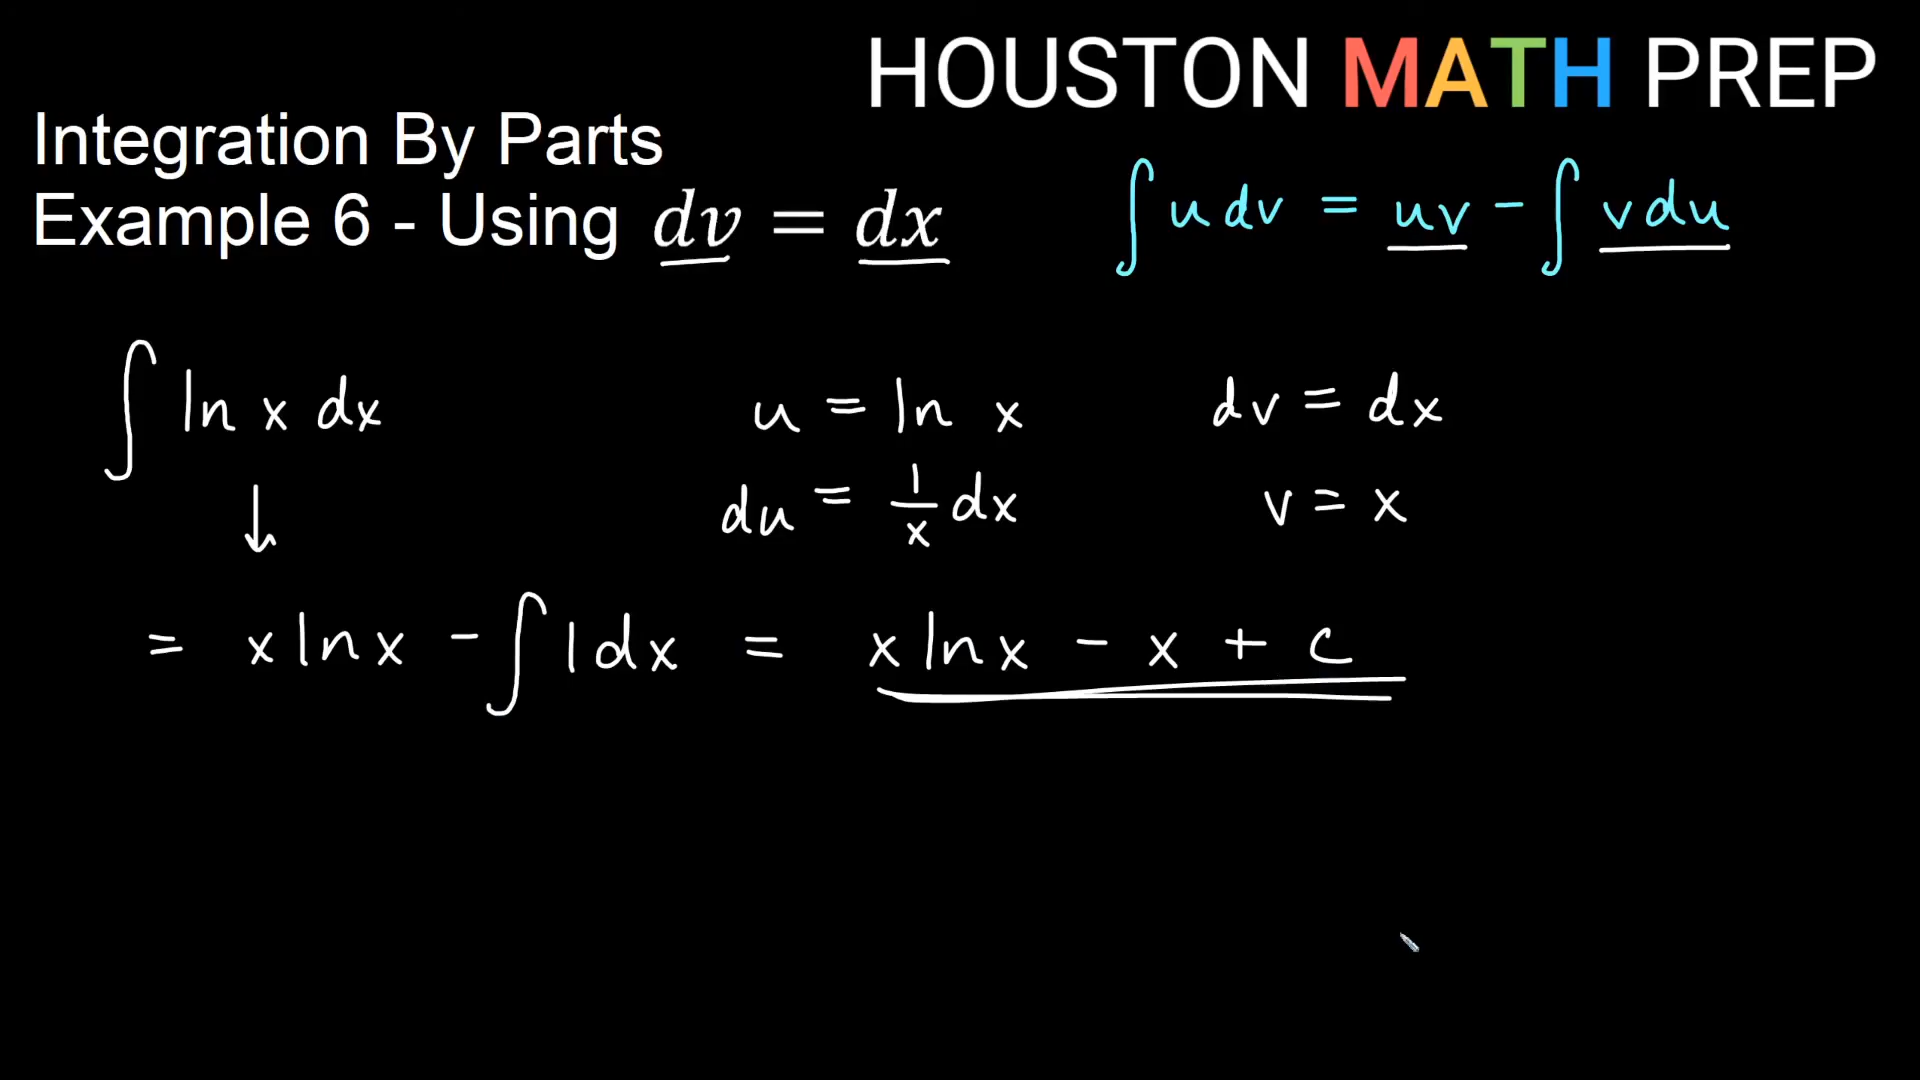 HOUSTON MATH PREP
Integration By Parts
Example 6 - Using dv = dx
∫ u dv = uv - ∫ v du
∫ ln x dx
u = ln x
dv = dx
du = 1/x dx
v = x
↓
= x ln x - ∫ 1 dx = x ln x - x + c